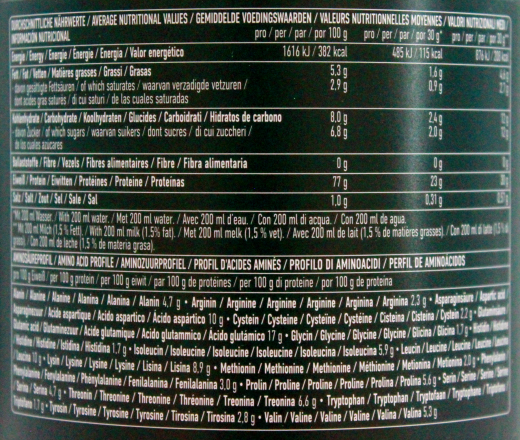 DURCHSCHNITTLICHE NÄHRWERTE / AVERAGE NUTRITIONAL VALUES / GEMIDDELDE VOEDINGSWAARDEN / VALEURS NUTRITIONNELLES MOYENNES / VALORI NUTRIZIONALI MEDI
INFORMACIÓN NUTRICIONAL pro / per / par / por 100 g pro / per / par / por 30 g* pro / per / par / por 30 g**
Energie / Energy / Energie / Énergie / Energia / Valor energético 1616 kJ / 382 kcal 485 kJ / 115 kcal
Fett / Fat / Vetten / Matières grasses / Grassi / Grasas 5,3 g 1,6 g
-davon gesättigte Fettsäuren / of which saturates / waarvan verzadigde vetzuren / 2,9 g 0,9 g
dont acides gras saturés / di cui saturi / de las cuales saturadas
Kohlenhydrate / Carbohydrate / Koolhydraten / Glucides / Carboidrati / Hidratos de carbono 8,0 g 2,4 g
-davon Zucker / of which sugars / waarvan suikers / dont sucres / di cui zuccheri / 6,8 g 2,0 g
de los cuales azúcares
Ballaststoffe / Fibre / Vezels / Fibres alimentaires / Fibre / Fibra alimentaria 0 g 0 g
Eiweiß / Protein / Eiwitten / Protéines / Proteine / Proteínas 77 g 23 g
Salz / Salt / Zout / Sel / Sale / Sal 1,0 g 0,31 g
*Mit 200 ml Wasser. / With 200 ml water. / Met 200 ml water. / Avec 200 ml d'eau. / Con 200 ml di acqua. / Con 200 ml de agua.
**Mit 200 ml Milch (1,5% Fett). / With 200 ml milk (1.5% fat). / Met 200 ml melk (1,5 % vet). / Avec 200 ml de lait (1,5 % de matières grasses). / Con 200 ml di latte
/ Con 200 ml de leche (1,5 % de materia grasa).
AMINOSÄUREPROFIL / AMINO ACID PROFILE / AMINOZUURPROFIEL / PROFIL D'ACIDES AMINÉS / PROFILO DI AMINOACIDI / PERFIL DE AMINOÁCIDOS
pro 100 g Eiweiß / per 100 g protein / per 100 g eiwit / par 100 g de protéines / per 100 g di proteine / por 100 g de proteína
Alanin / Alanine / Alanine / Alanine / Alanina / Alanin 4,7 g • Arginin / Arginine / Arginine / Arginine / Arginina / Arginina 2,3 g • Asparaginsäure / Aspartic acid
/ Asparaginezuur / Acide aspartique / Acido aspartico / Ácido aspártico 10 g • Cystein / Cysteine / Cysteïne / Cystéine / Cisteina / Cisteína 2,2 g • Glutaminsäure
/ Glutamic acid / Glutaminezuur / Acide glutamique / Acido glutammico / Ácido glutámico 17 g • Glycin / Glycine / Glycine / Glycine / Glicina / Glicina 1,7 g • Histidin / Histidine
/ Histidine / Histidine / Istidina / Histidina 1,7 g • Isoleucin / Isoleucine / Isoleucine / Isoleucine / Isoleucina / Isoleucina 5,9 g • Leucin / Leucine / Leucine / Leucine
/ Leucina 10 g • Lysin / Lysine / Lysine / Lysine / Lisina / Lisina 8,9 g • Methionin / Methionine / Methionine / Méthionine / Metionina / Metionina 2,0 g • Phenylalanin
/ Phenylalanine / Fenylalanine / Phénylalanine / Fenilalanina / Fenilalanina 3,0 g • Prolin / Proline / Proline / Proline / Prolina / Prolina 5,6 g • Serin / Serine / Serine
/ Serina / Serina 4,7 g • Threonin / Threonine / Threonine / Thréonine / Treonina / Treonina 6,6 g • Tryptophan / Tryptophan / Tryptofaan / Tryptophane
1,7 g • Tyrosin / Tyrosine / Tyrosine / Tyrosine / Tirosina / Tirosina 2,8 g • Valin / Valine / Valine / Valine / Valina / Valina 5,3 g